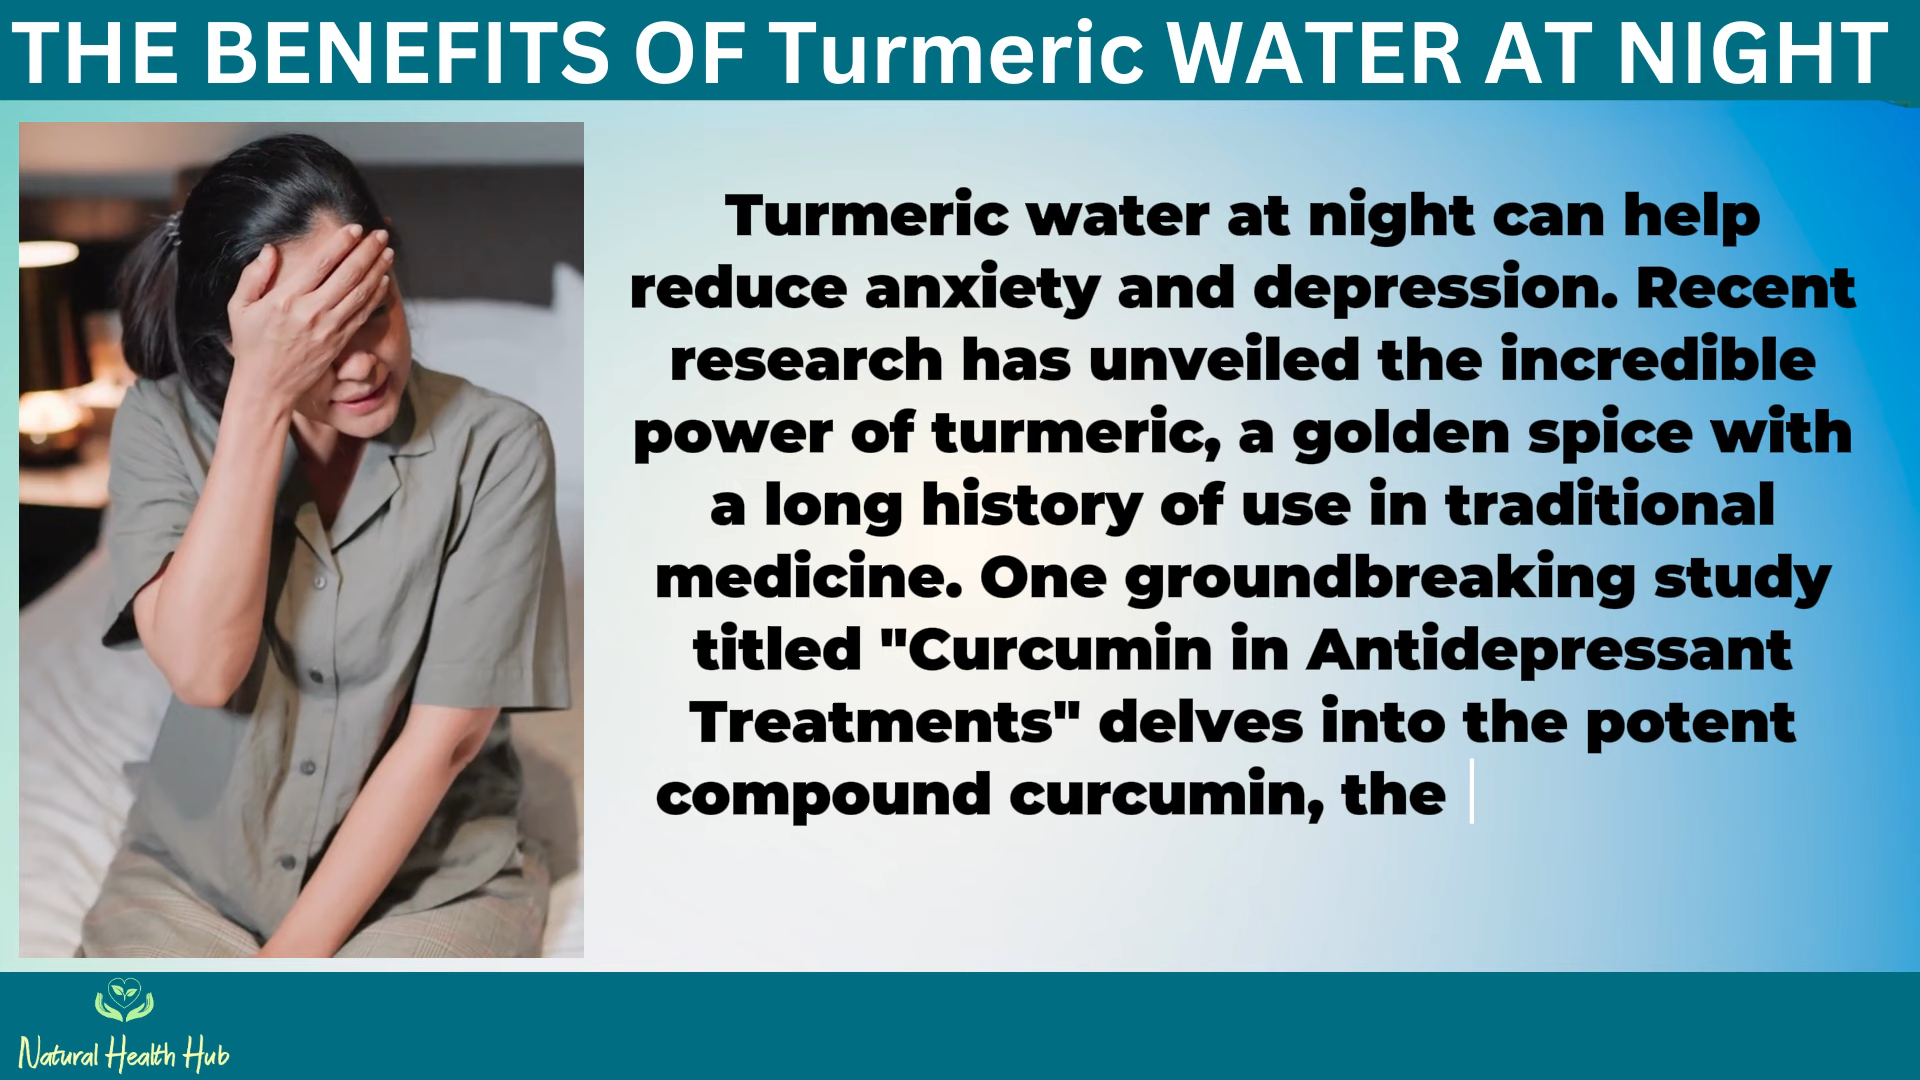 THE BENEFITS OF Turmeric WATER AT NIGHT
Turmeric water at night can help
reduce anxiety and depression. Recent
research has unveiled the incredible
power of turmeric, a golden spice with
a long history of use in traditional
medicine. One groundbreaking study
titled "Curcumin in Antidepressant
Treatments" delves into the potent
compound curcumin, the
Natural Health Hub